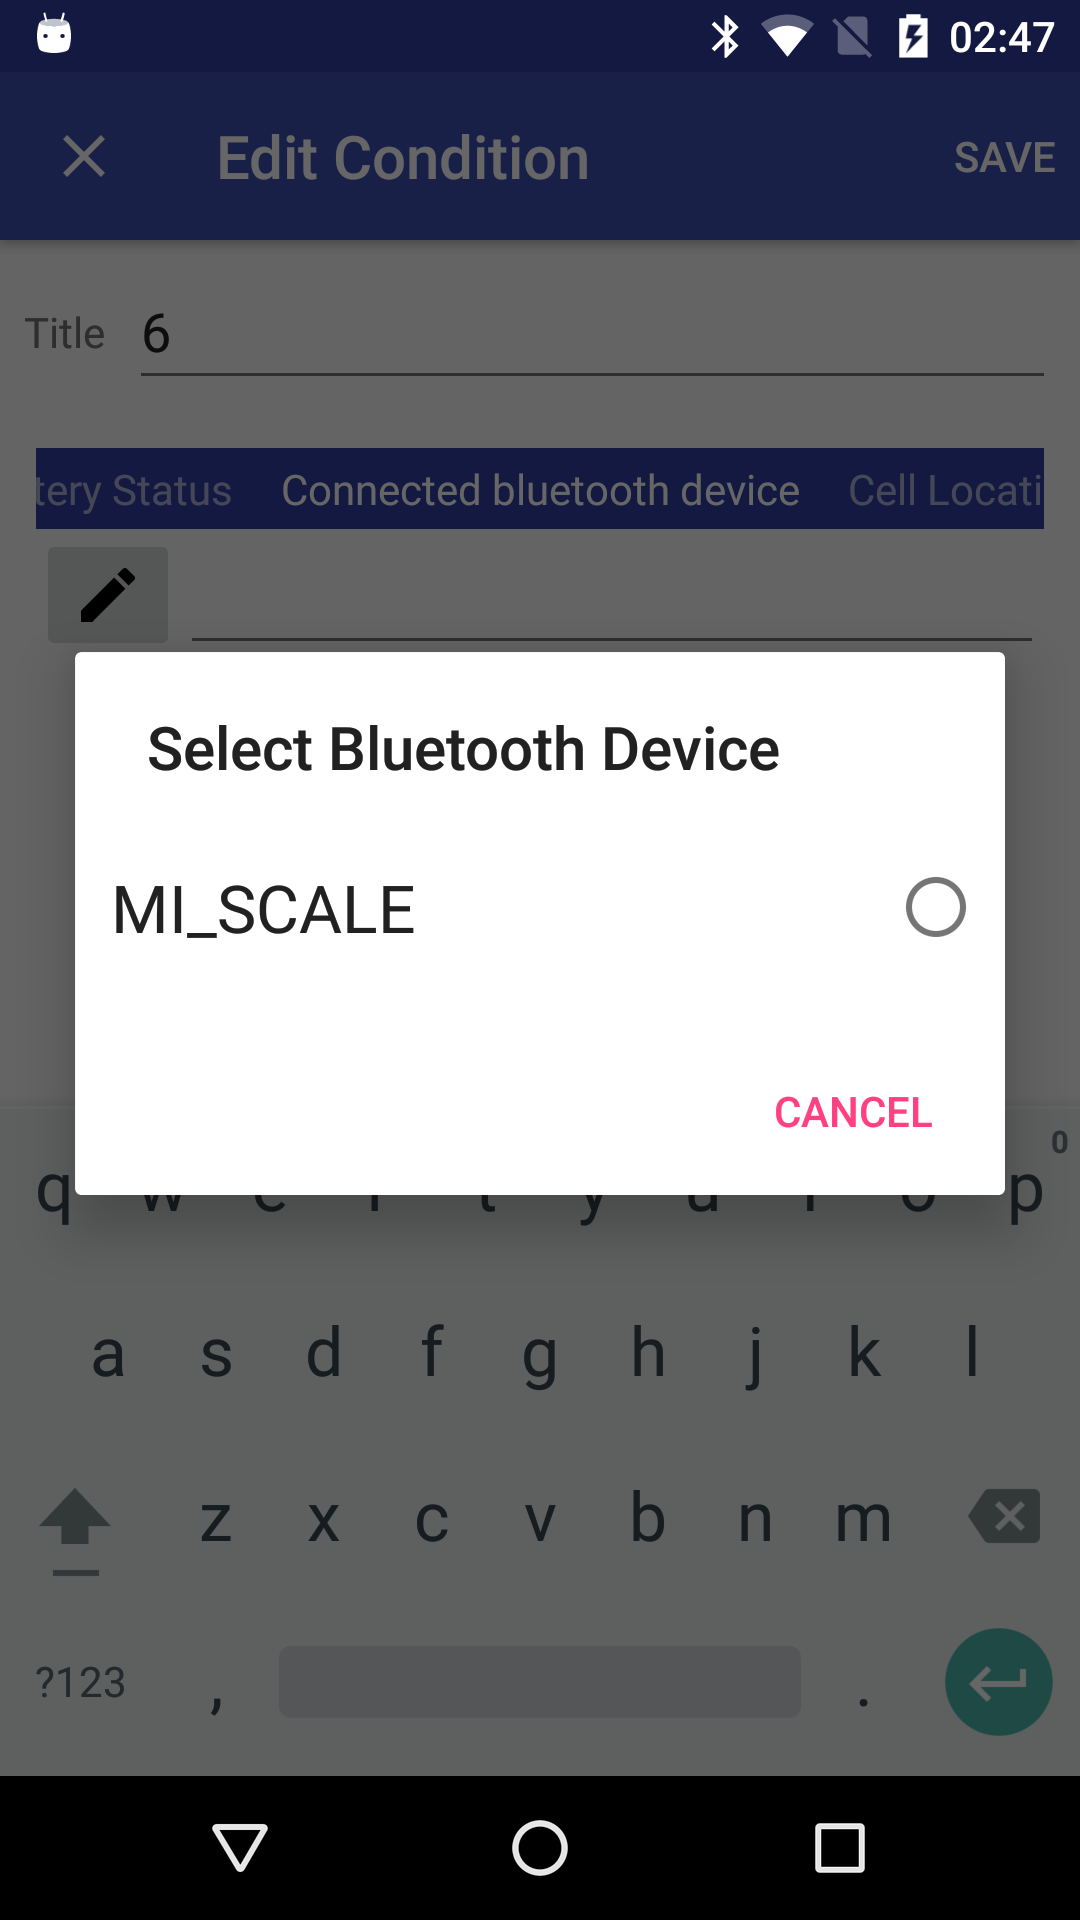 02:47
Edit Condition
SAVE
Title 6
tery Status Connected bluetooth device Cell Locati
Select Bluetooth Device
MI_SCALE
CANCEL
0
q w e r t y u i o p
a s d f g h j k l
z x c v b n m
?123 , .